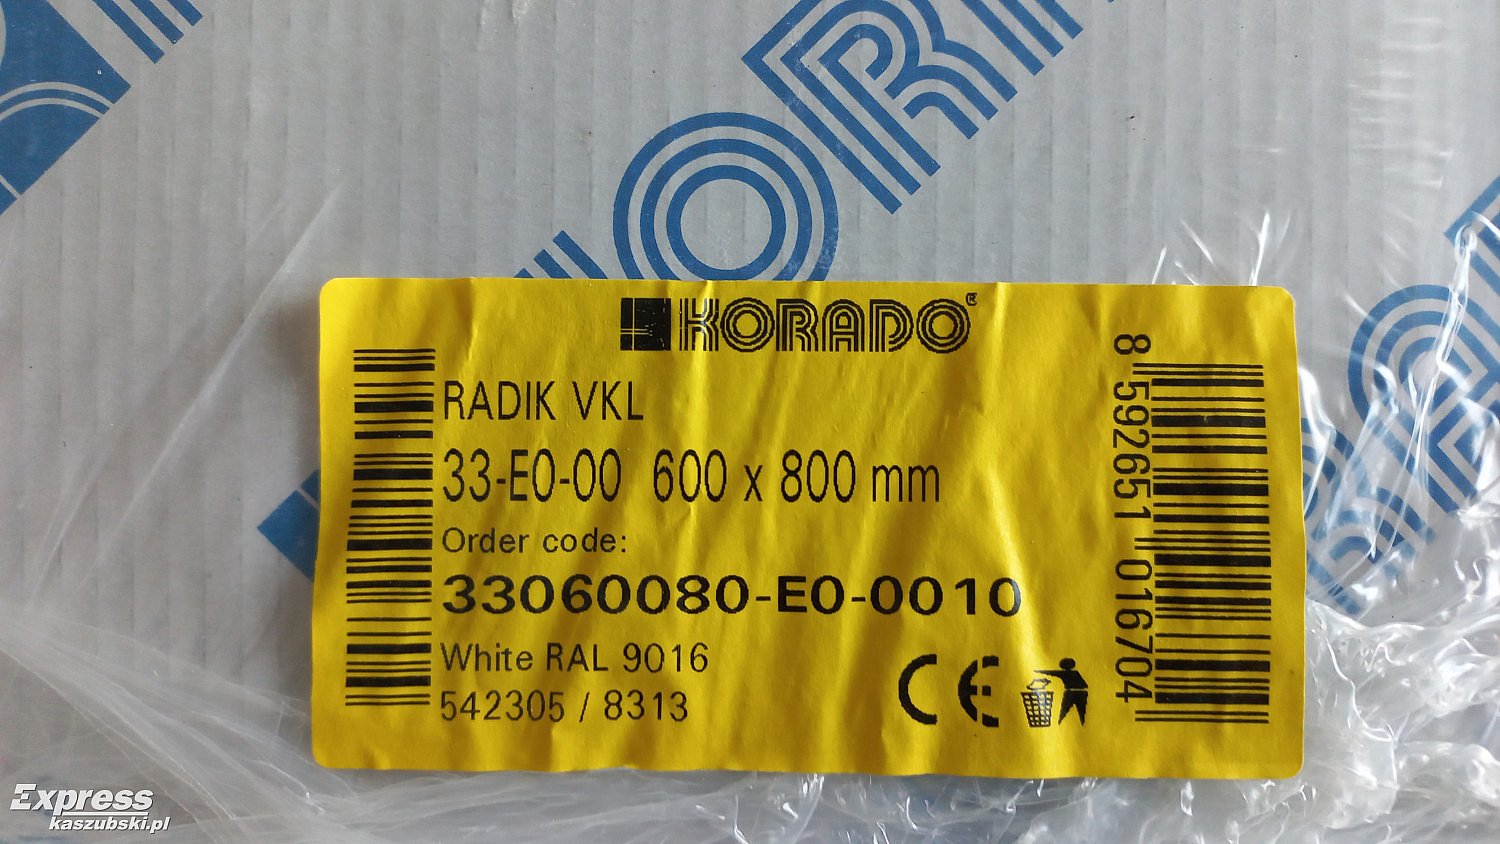 KORADO®
RADIK VKL
33-E0-00 600 x 800 mm
Order code:
33060080-E0-0010
White RAL 9016
542305 / 8313
CE
8 592651 016704
Express
kaszubski.pl